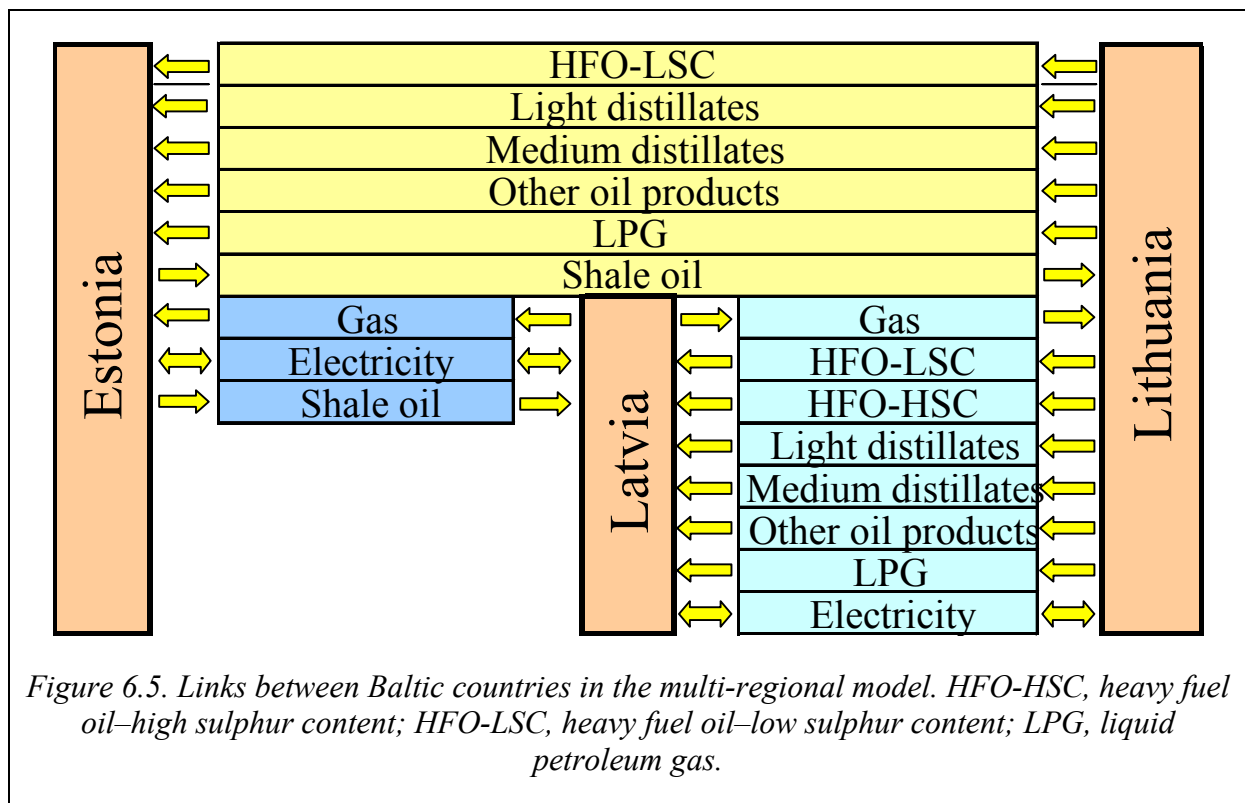 HFO-LSC
Light distillates
Medium distillates
Other oil products
LPG
Shale oil
Estonia
Gas
Electricity
Shale oil
Latvia
Gas
HFO-LSC
HFO-HSC
Light distillates
Medium distillates
Other oil products
LPG
Electricity
Lithuania
Figure 6.5. Links between Baltic countries in the multi-regional model. HFO-HSC, heavy fuel
oil–high sulphur content; HFO-LSC, heavy fuel oil–low sulphur content; LPG, liquid
petroleum gas.